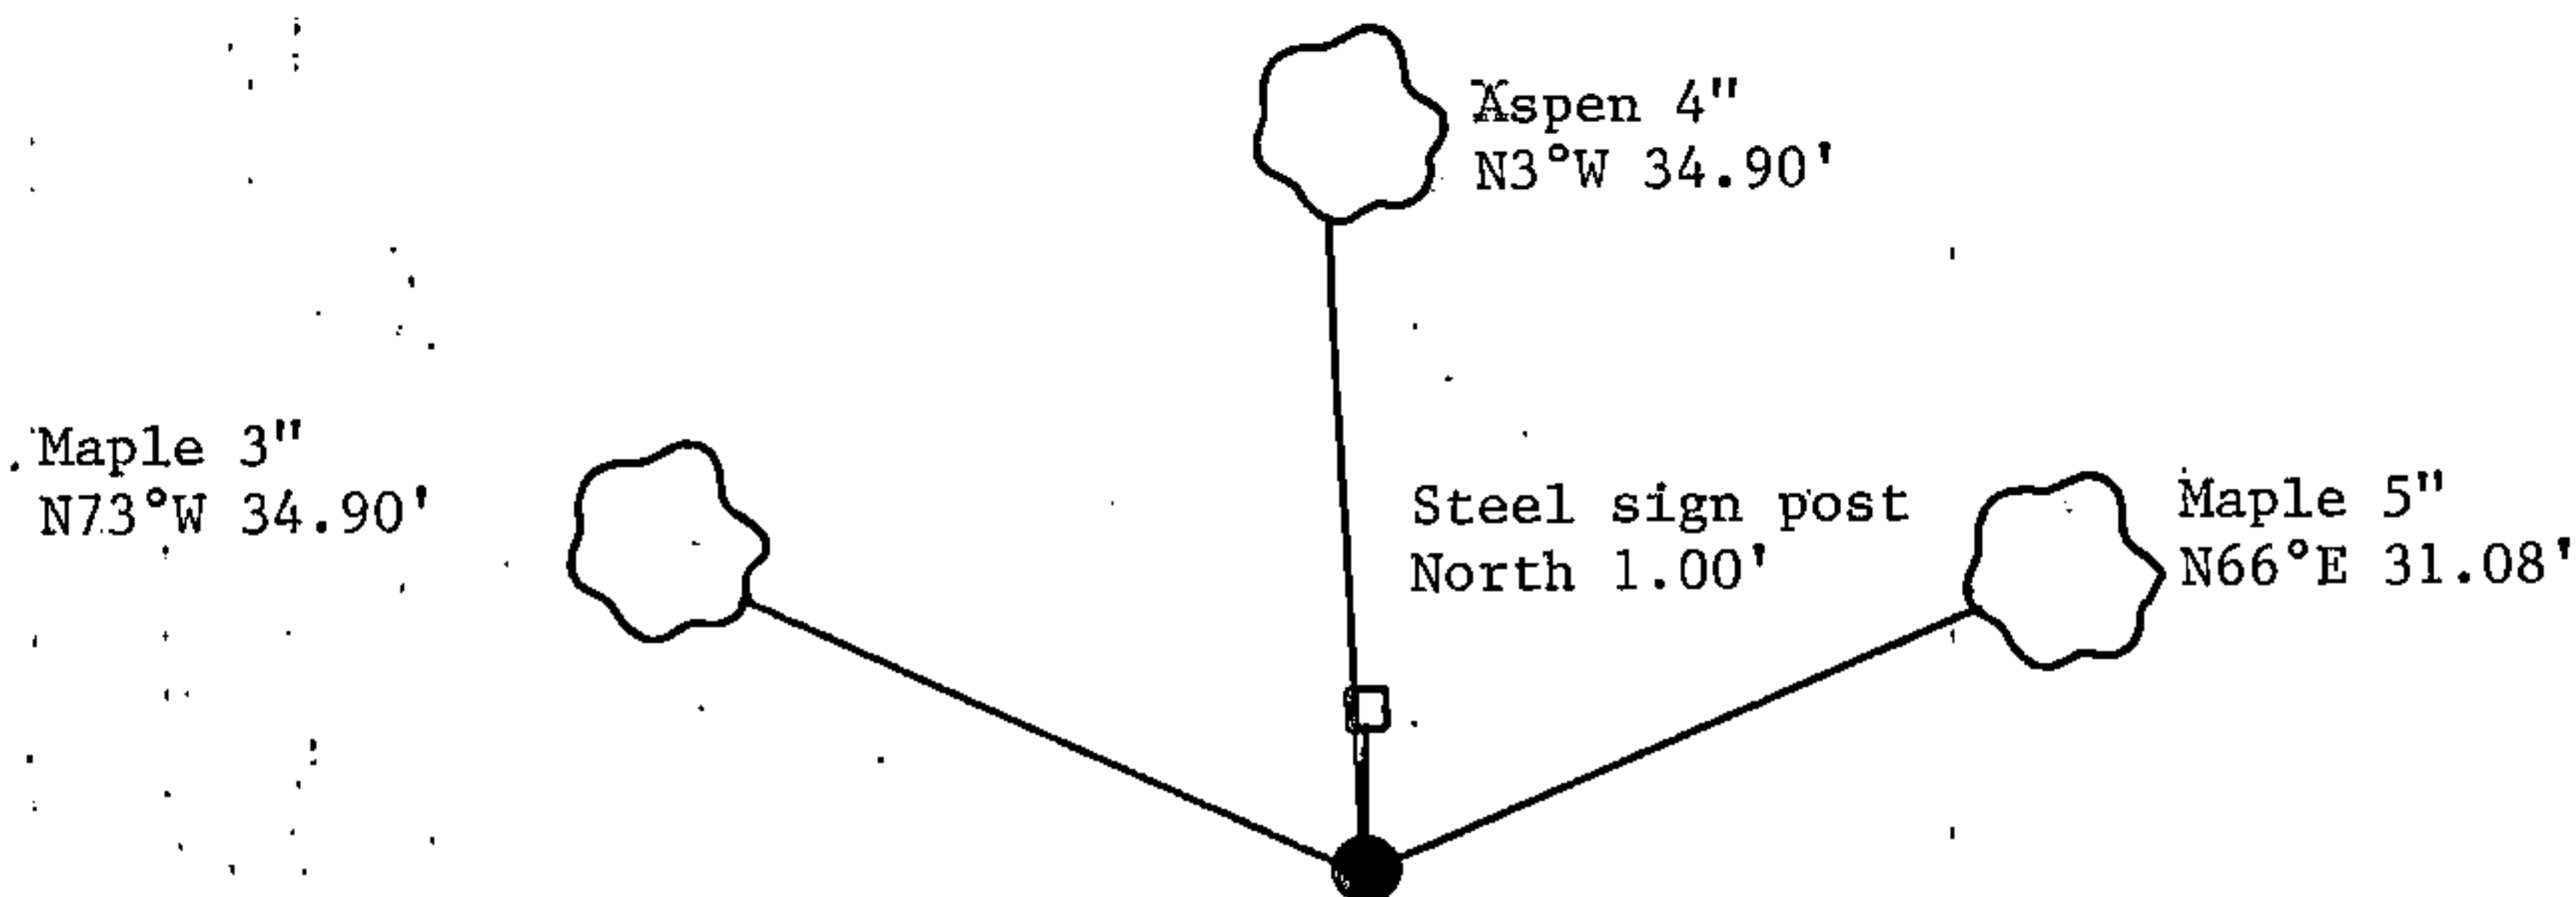 Aspen 4"
N3°W 34.90'
Maple 3"
N73°W 34.90'
Steel sign post
North 1.00'
Maple 5"
N66°E 31.08'